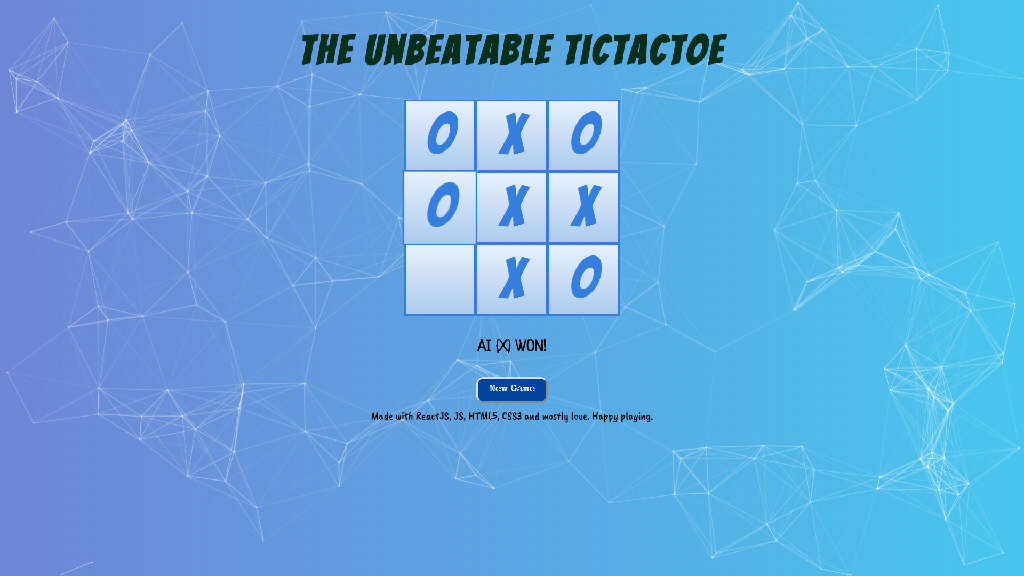 THE UNBEATABLE TICTACTOE
O X O
O X X
X O
AI (X) WON!
New Game
Made with ReactJS, JS, HTML5, CSS3 and mostly love. Happy playing.